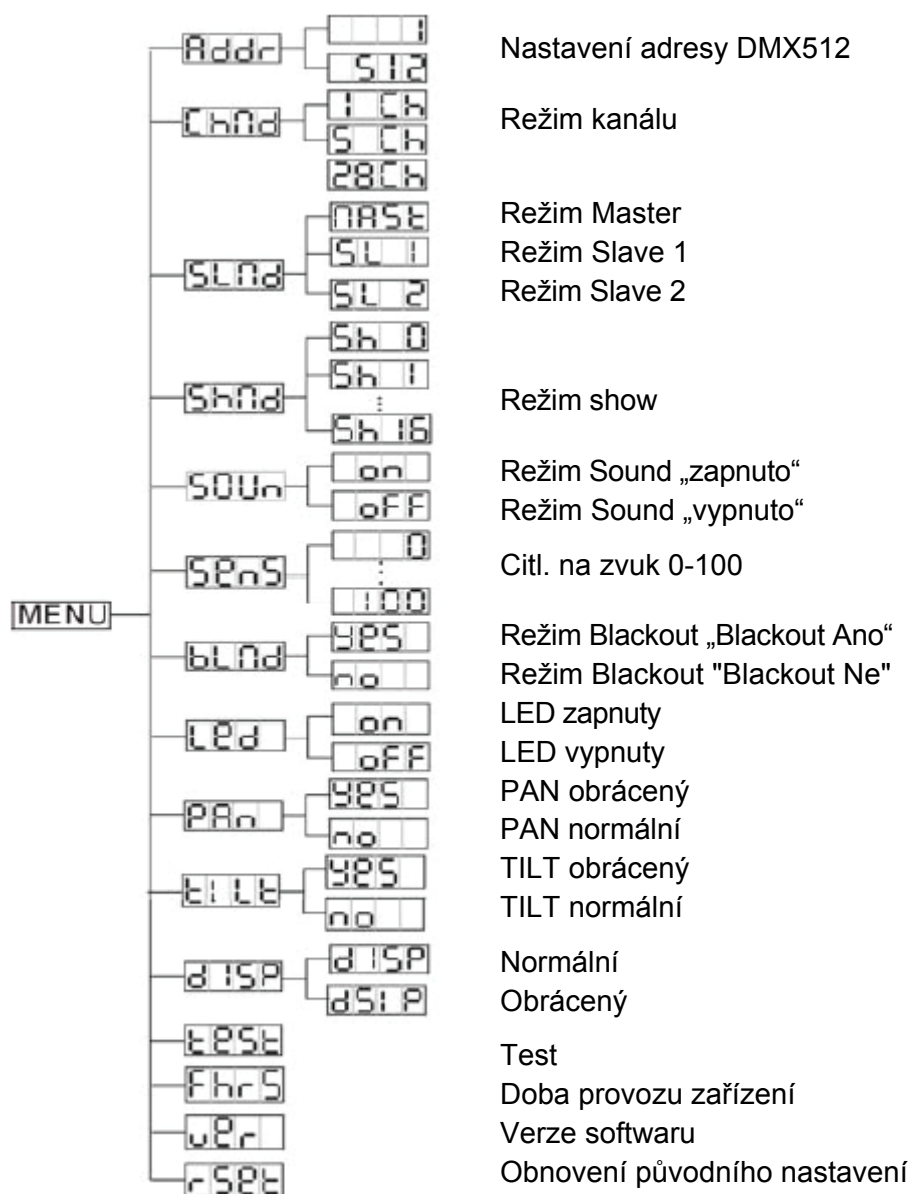 MENU
Addr
1
512
Nastavení adresy DMX512
ChMd
1 Ch
5 Ch
28Ch
Režim kanálu
SLMd
MASt
Režim Master
SL 1
Režim Slave 1
SL 2
Režim Slave 2
ShMd
Sh 0
Sh 1
Sh 16
Režim show
SOUn
on
Režim Sound „zapnuto“
oFF
Režim Sound „vypnuto“
SenS
0
100
Citl. na zvuk 0-100
bLMd
yes
Režim Blackout „Blackout Ano“
no
Režim Blackout "Blackout Ne"
Led
on
LED zapnuty
oFF
LED vypnuty
PAn
yes
PAN obrácený
no
PAN normální
tiLt
yes
TILT obrácený
no
TILT normální
dISP
dISP
Normální
dSIP
Obrácený
teSt
Test
FhrS
Doba provozu zařízení
ver
Verze softwaru
rSet
Obnovení původního nastavení